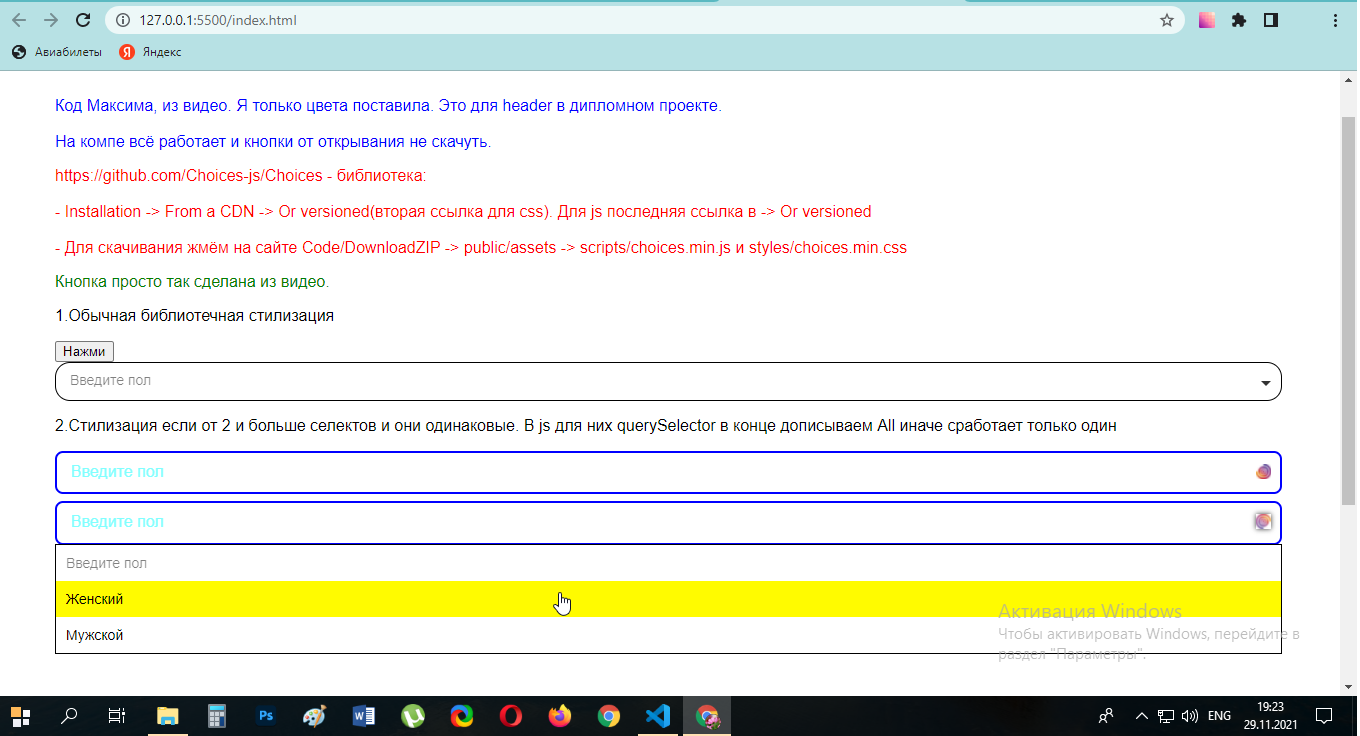 127.0.0.1:5500/index.html
Авиабилеты
Я
Яндекс
Код Максима, из видео. Я только цвета поставила. Это для header в дипломном проекте.
На компе всё работает и кнопки от открывания не скачуть.
https://github.com/Choices-js/Choices - библиотека:
- Installation -> From a CDN -> Or versioned(вторая ссылка для css). Для js последняя ссылка в -> Or versioned
- Для скачивания жмём на сайте Code/DownloadZIP -> public/assets -> scripts/choices.min.js и styles/choices.min.css
Кнопка просто так сделана из видео.
1.Обычная библиотечная стилизация
Нажми
Введите пол
2.Стилизация если от 2 и больше селектов и они одинаковые. В js для них querySelector в конце дописываем All иначе сработает только один
Введите пол
Введите пол
Введите пол
Женский
Мужской
Активация Windows
Чтобы активировать Windows, перейдите в
раздел "Параметры".
Ps
W
ENG
19:23
29.11.2021